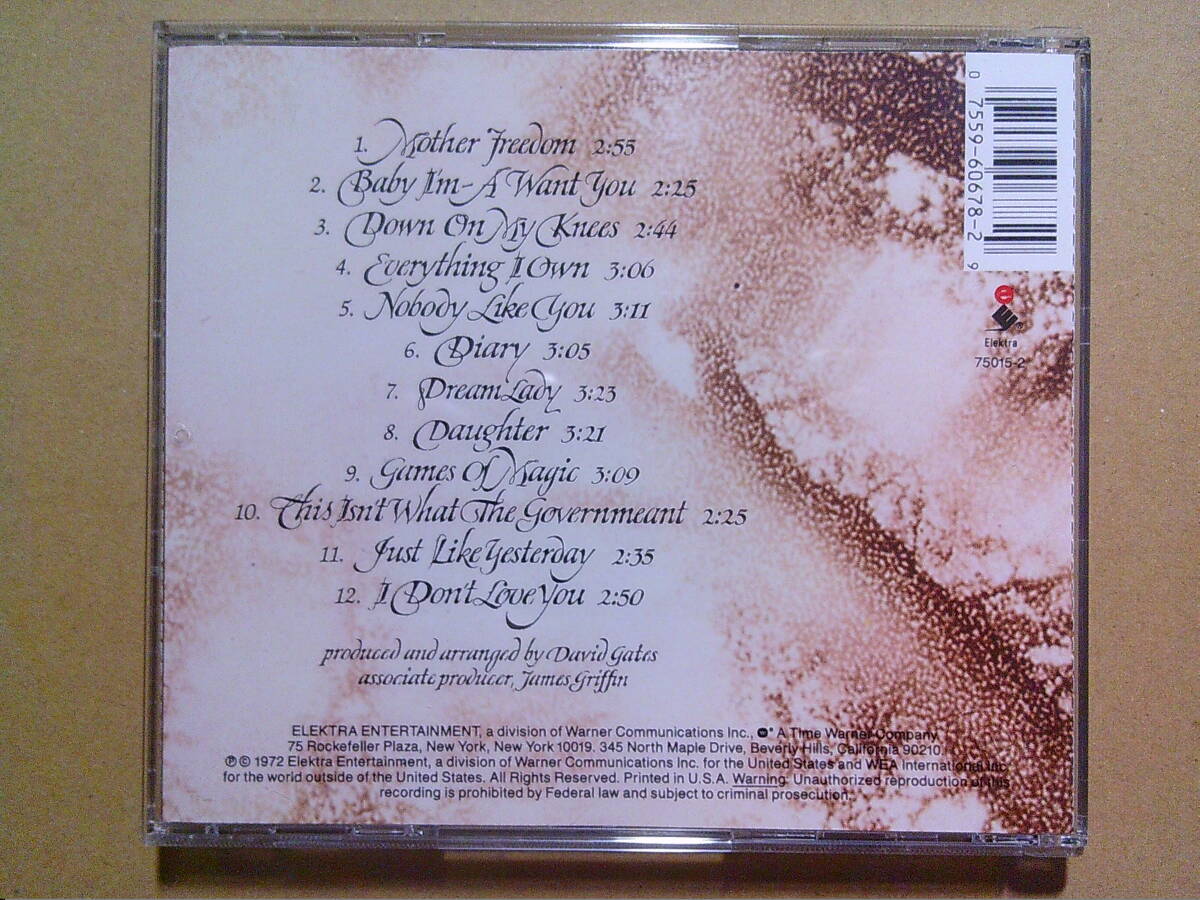 1. Mother Freedom 2:55
2. Baby I'm-A Want You 2:25
3. Down On My Knees 2:44
4. Everything I Own 3:06
5. Nobody Like You 3:11
6. Diary 3:05
7. Dream Lady 3:23
8. Daughter 3:21
9. Games Of Magic 3:09
10. This Isn't What The Governmeant 2:25
11. Just Like Yesterday 2:35
12. I Don't Love You 2:50
produced and arranged by David Gates
associate producer, James Griffin
ELEKTRA ENTERTAINMENT, a division of Warner Communications Inc., A Time Warner Company.
75 Rockefeller Plaza, New York, New York 10019. 345 North Maple Drive, Beverly Hills, California 90210.
℗ © 1972 Elektra Entertainment, a division of Warner Communications Inc. for the United States and WEA International Inc.
for the world outside of the United States. All Rights Reserved. Printed in U.S.A. Warning: Unauthorized reproduction of this
recording is prohibited by Federal law and subject to criminal prosecution.
0 7559-60678-2 9
e
Elektra
75015-2